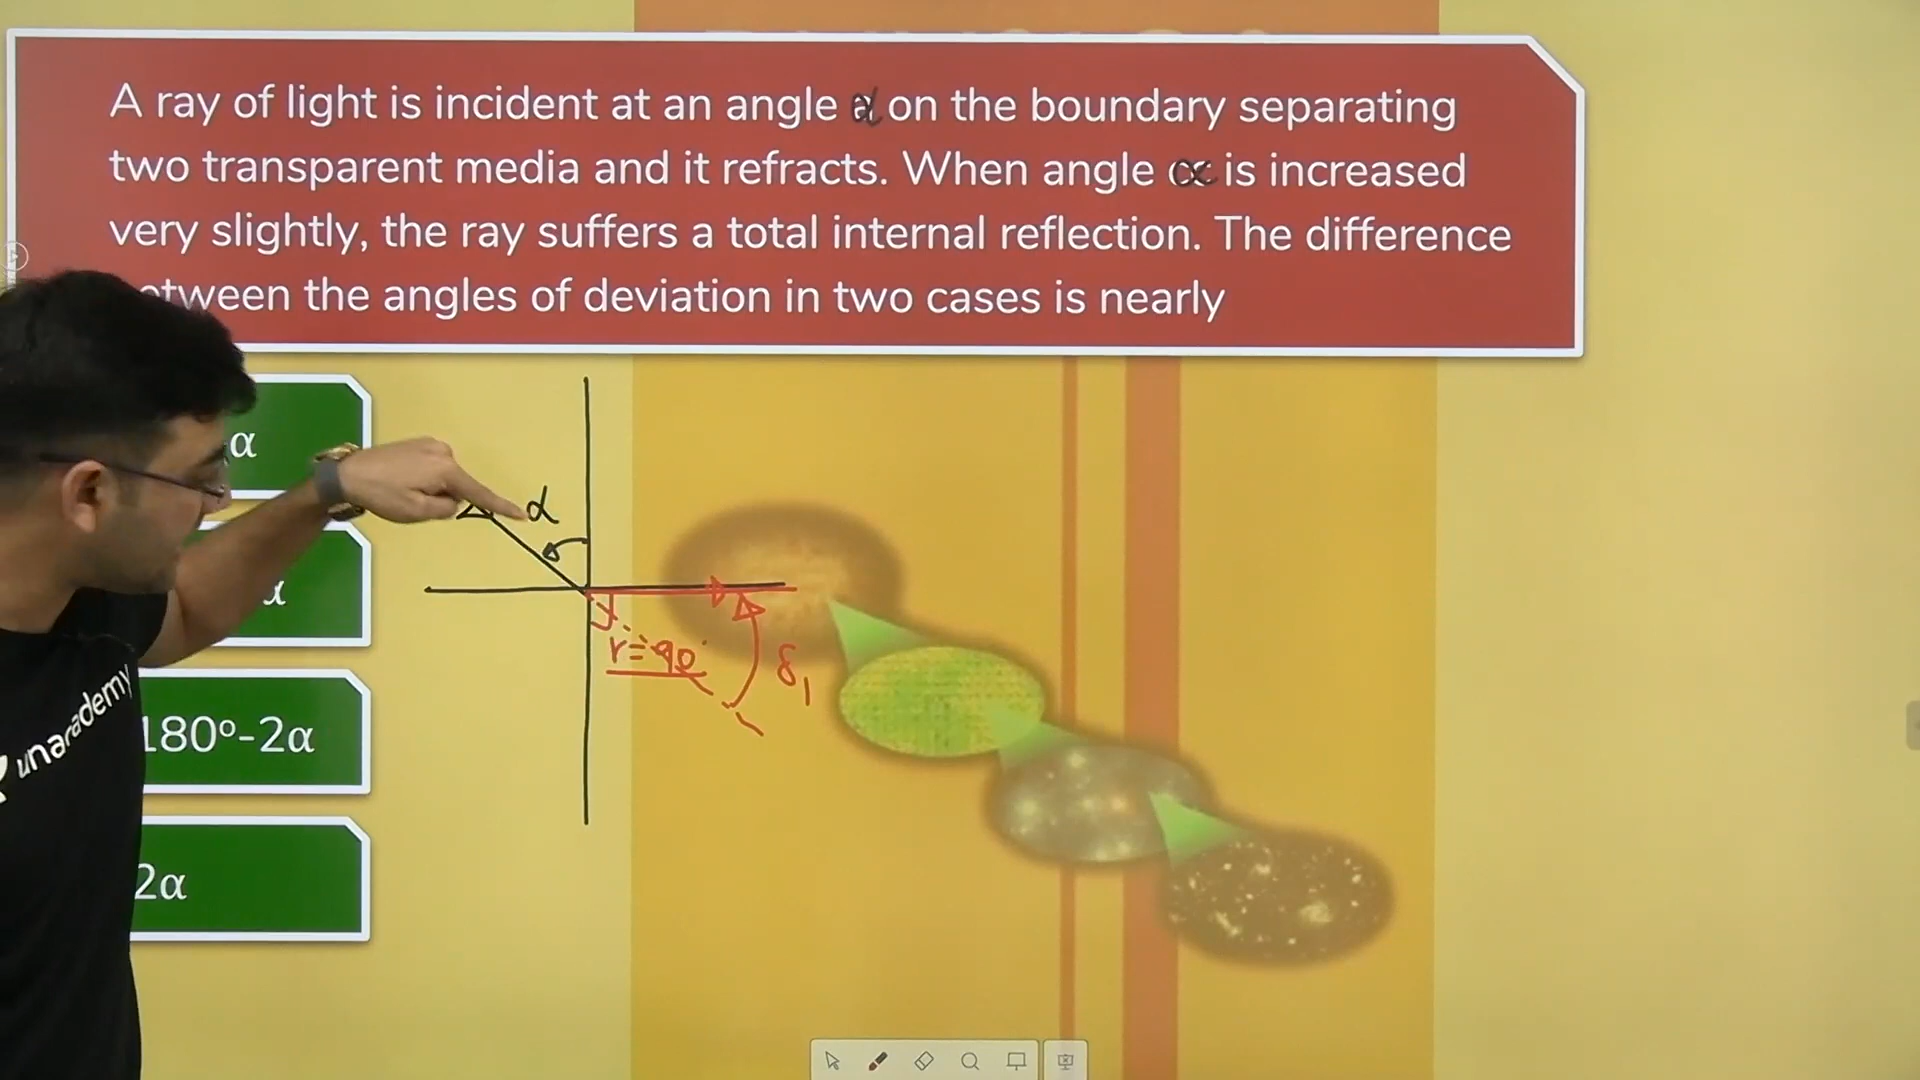 A ray of light is incident at an angle α on the boundary separating
two transparent media and it refracts. When angle α is increased
very slightly, the ray suffers a total internal reflection. The difference
between the angles of deviation in two cases is nearly
α
α
180º-2α
2α
α
r=90°
δ1
unacademy